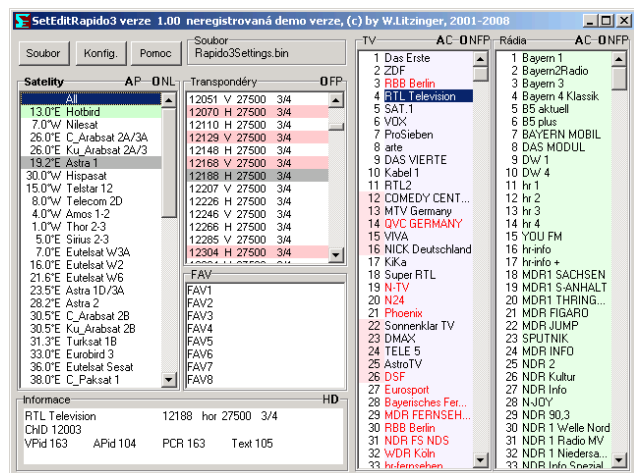 SetEditRapido3 verze 1.00 neregistrovaná demo verze, (c) by W.Litzinger, 2001-2008
Soubor
Konfig.
Pomoc
Soubor
Rapido3Settings.bin
Satelity A P O N L
All
13.0°E Hotbird
7.0°W Nilesat
26.0°E C_Arabsat 2A/3A
26.0°E Ku_Arabsat 2A/3
19.2°E Astra 1
30.0°W Hispasat
15.0°W Telstar 12
8.0°W Telecom 2D
4.0°W Amos 1-2
1.0°W Thor 2-3
5.0°E Sirius 2-3
7.0°E Eutelsat W3A
16.0°E Eutelsat W2
21.6°E Eutelsat W6
23.5°E Astra 1D/3A
28.2°E Astra 2
30.5°E C_Arabsat 2B
30.5°E Ku_Arabsat 2B
31.3°E Turksat 1B
33.0°E Eurobird 3
36.0°E Eutelsat Sesat
38.0°E C_Paksat 1
Transpondéry O F P
12051 V 27500 3/4
12070 H 27500 3/4
12110 H 27500 3/4
12129 V 27500 3/4
12148 H 27500 3/4
12168 V 27500 3/4
12188 H 27500 3/4
12207 V 27500 3/4
12226 H 27500 3/4
12246 V 27500 3/4
12266 H 27500 3/4
12285 V 27500 3/4
12304 H 27500 3/4
FAV
FAV1
FAV2
FAV3
FAV4
FAV5
FAV6
FAV7
FAV8
Informace HD
RTL Television 12188 hor 27500 3/4
ChID 12003
VPid 163 APid 104 PCR 163 Text 105
TV A C O N F P
1 Das Erste
2 ZDF
3 RBB Berlin
4 RTL Television
5 SAT.1
6 VOX
7 ProSieben
8 arte
9 DAS VIERTE
10 Kabel 1
11 RTL2
12 COMEDY CENT...
13 MTV Germany
14 QVC GERMANY
15 VIVA
16 NICK Deutschland
17 KiKa
18 Super RTL
19 N-TV
20 N24
21 Phoenix
22 Sonnenklar TV
23 DMAX
24 TELE 5
25 AstroTV
26 DSF
27 Eurosport
28 Bayerisches Fer...
29 MDR FERNSEH...
30 RBB Berlin
31 NDR FS NDS
32 WDR Köln
33 hr-fernsehen
Rádia A C O N F P
1 Bayern 1
2 Bayern2Radio
3 Bayern 3
4 Bayern 4 Klassik
5 B5 aktuell
6 B5 plus
7 BAYERN MOBIL
8 DAS MODUL
9 DW 1
10 DW 4
11 hr 1
12 hr 2
13 hr 3
14 hr 4
15 YOU FM
16 hr-info
17 hr-info +
18 MDR1 SACHSEN
19 MDR1 S-ANHALT
20 MDR1 THRING...
21 MDR FIGARO
22 MDR JUMP
23 SPUTNIK
24 MDR INFO
25 NDR 2
26 NDR Kultur
27 NDR Info
28 N-JOY
29 NDR 90,3
30 NDR 1 Welle Nord
31 NDR 1 Radio MV
32 NDR 1 Niedersa...
33 NDR Info Spezial